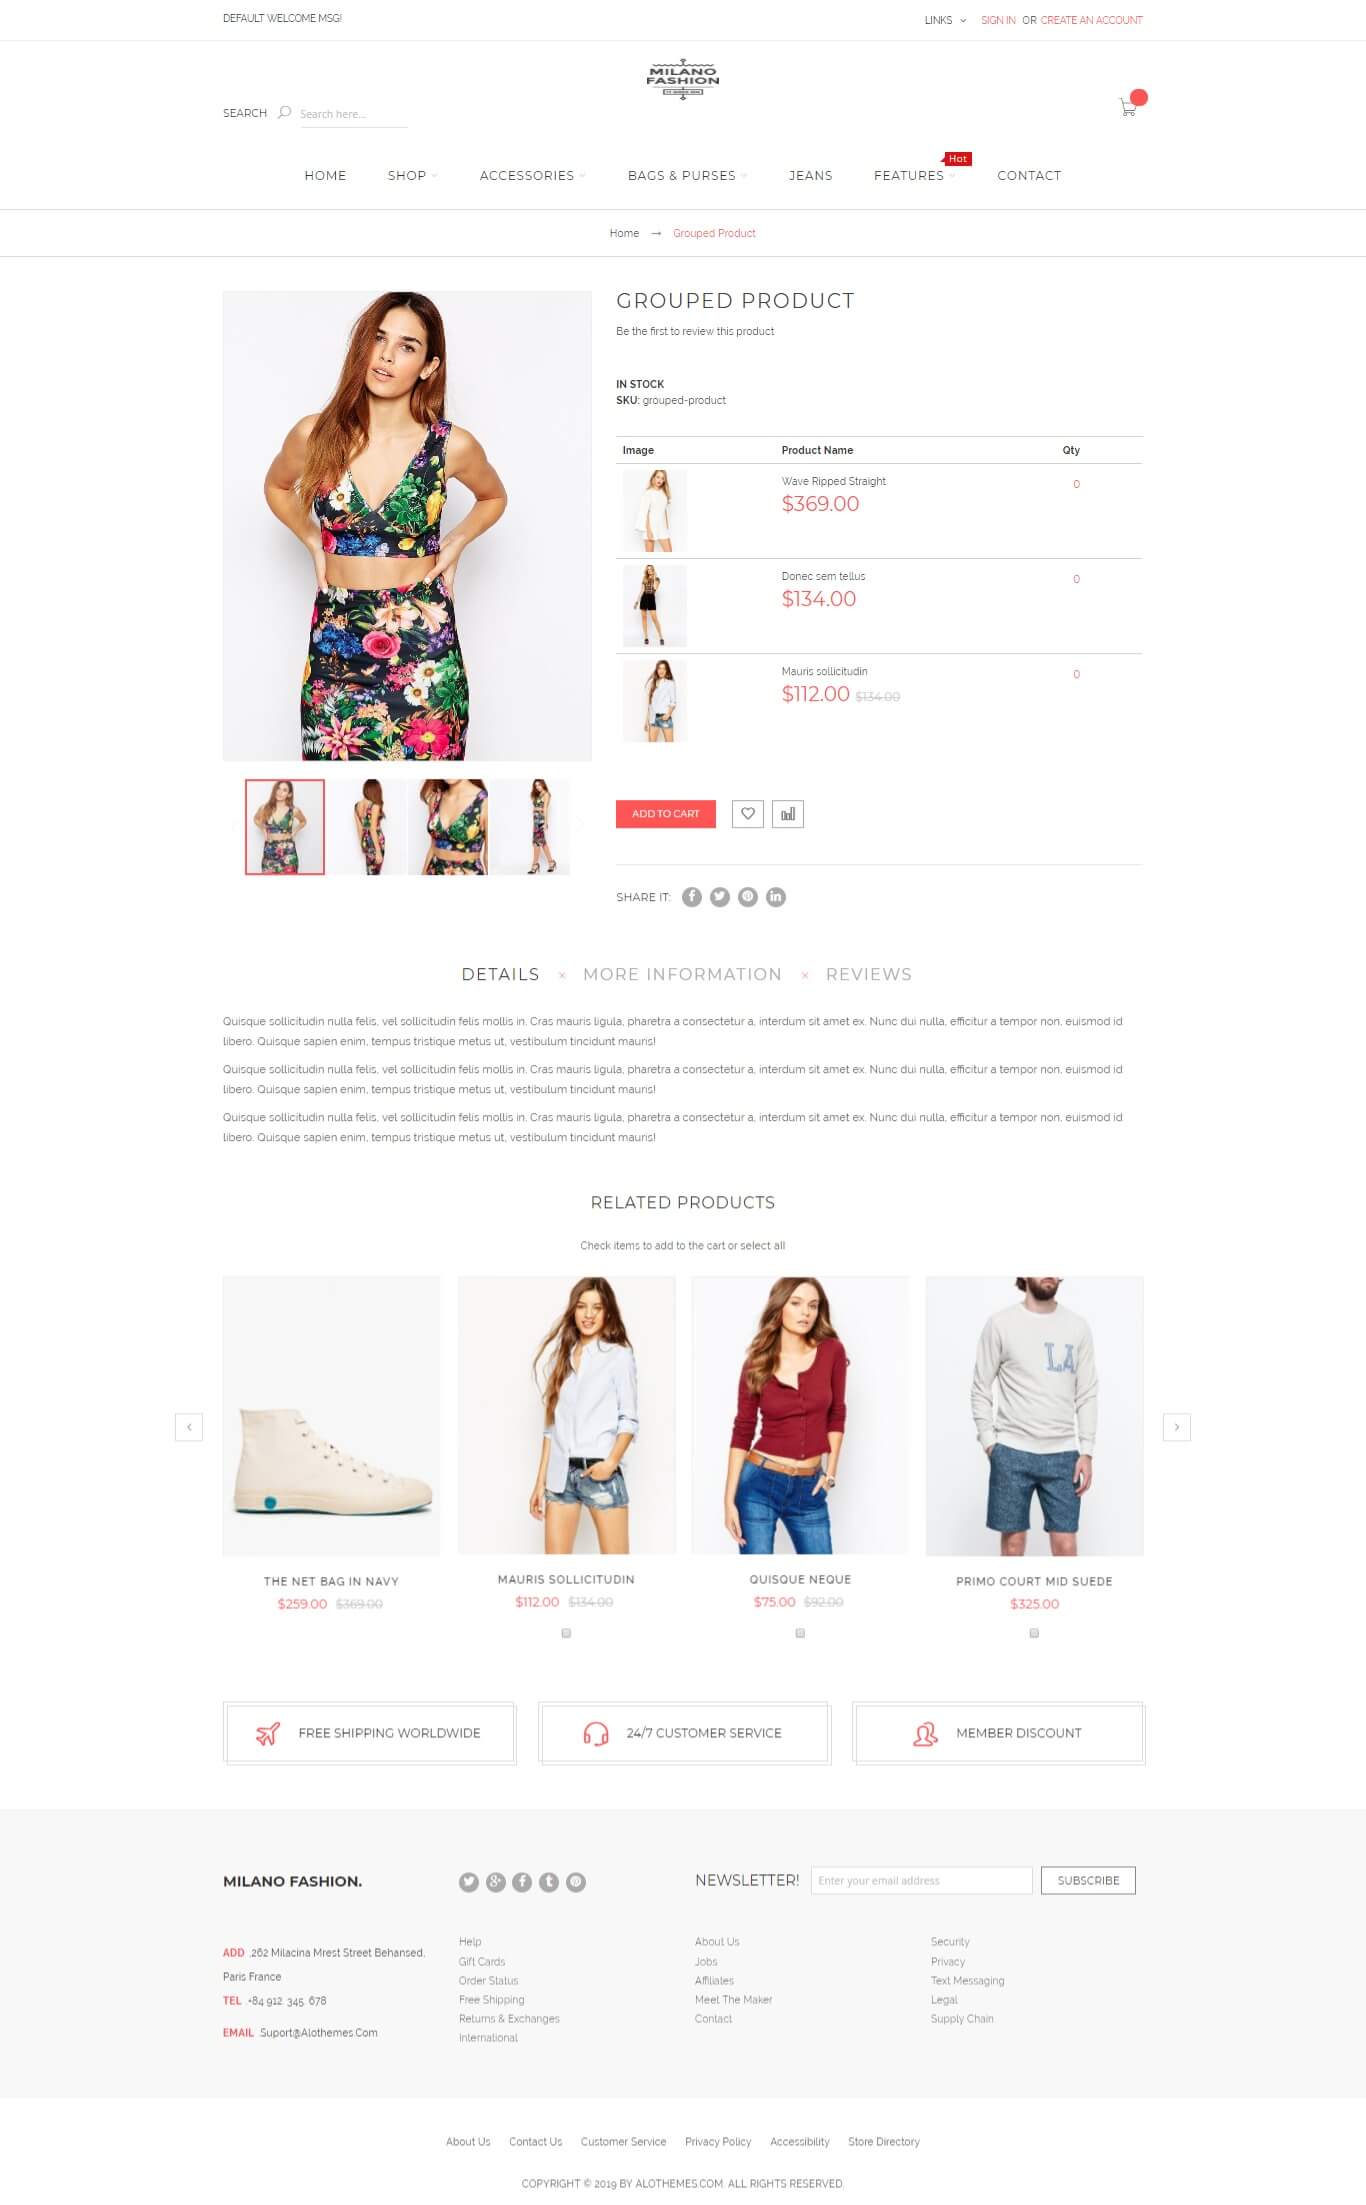 DEFAULT WELCOME MSG!
LINKS SIGN IN OR CREATE AN ACCOUNT
MILANO
FASHION
SEARCH Search here...
Hot
HOME SHOP ACCESSORIES BAGS & PURSES JEANS FEATURES CONTACT
Home → Grouped Product
GROUPED PRODUCT
Be the first to review this product
IN STOCK
SKU: grouped-product
Image Product Name Qty
Wave Ripped Straight 0
$369.00
Donec sem tellus 0
$134.00
Mauris sollicitudin 0
$112.00 $134.00
ADD TO CART
SHARE IT:
DETAILS × MORE INFORMATION × REVIEWS
Quisque sollicitudin nulla felis, vel sollicitudin felis mollis in. Cras mauris ligula, pharetra a consectetur a, interdum sit amet ex. Nunc dui nulla, efficitur a tempor non, euismod id
libero. Quisque sapien enim, tempus tristique metus ut, vestibulum tincidunt mauris!
Quisque sollicitudin nulla felis, vel sollicitudin felis mollis in. Cras mauris ligula, pharetra a consectetur a, interdum sit amet ex. Nunc dui nulla, efficitur a tempor non, euismod id
libero. Quisque sapien enim, tempus tristique metus ut, vestibulum tincidunt mauris!
Quisque sollicitudin nulla felis, vel sollicitudin felis mollis in. Cras mauris ligula, pharetra a consectetur a, interdum sit amet ex. Nunc dui nulla, efficitur a tempor non, euismod id
libero. Quisque sapien enim, tempus tristique metus ut, vestibulum tincidunt mauris!
RELATED PRODUCTS
Check items to add to the cart or select all
LA
THE NET BAG IN NAVY
$259.00 $369.00
MAURIS SOLLICITUDIN
$112.00 $134.00
QUISQUE NEQUE
$75.00 $92.00
PRIMO COURT MID SUEDE
$325.00
FREE SHIPPING WORLDWIDE
24/7 CUSTOMER SERVICE
MEMBER DISCOUNT
MILANO FASHION.
NEWSLETTER! Enter your email address SUBSCRIBE
ADD .262 Milacina Mrest Street Behansed,
Paris France
TEL +84 912. 345. 678
EMAIL Suport@Alothemes.Com
Help
Gift Cards
Order Status
Free Shipping
Returns & Exchanges
International
About Us
Jobs
Affiliates
Meet The Maker
Contact
Security
Privacy
Text Messaging
Legal
Supply Chain
About Us Contact Us Customer Service Privacy Policy Accessibility Store Directory
COPYRIGHT © 2019 BY ALOTHEMES.COM. ALL RIGHTS RESERVED.